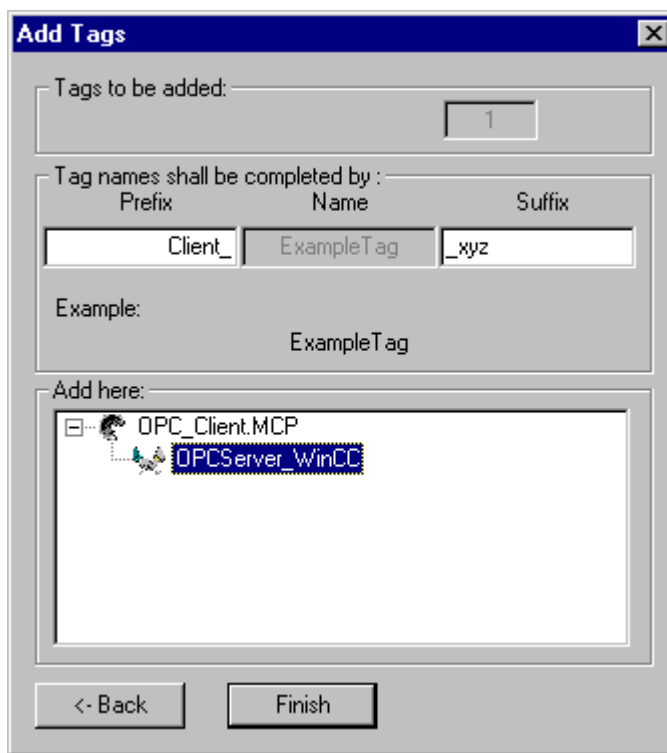 Add Tags
Tags to be added:
1
Tag names shall be completed by :
Prefix Name Suffix
Client_ ExampleTag _xyz
Example:
ExampleTag
Add here:
OPC_Client.MCP
OPCServer_WinCC
<- Back Finish